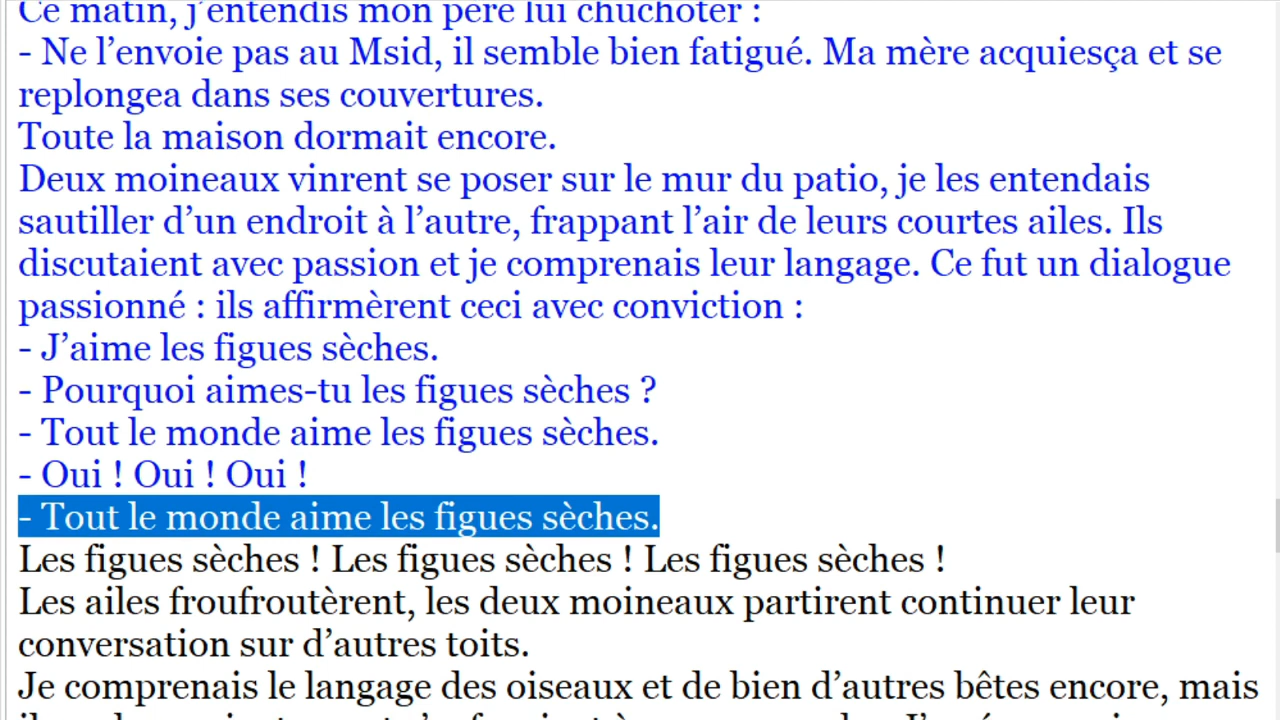 Ce matin, j’entendis mon père lui chuchoter :
- Ne l’envoie pas au Msid, il semble bien fatigué. Ma mère acquiesça et se
replongea dans ses couvertures.
Toute la maison dormait encore.
Deux moineaux vinrent se poser sur le mur du patio, je les entendais
sautiller d’un endroit à l’autre, frappant l’air de leurs courtes ailes. Ils
discutaient avec passion et je comprenais leur langage. Ce fut un dialogue
passionné : ils affirmèrent ceci avec conviction :
- J’aime les figues sèches.
- Pourquoi aimes-tu les figues sèches ?
- Tout le monde aime les figues sèches.
- Oui ! Oui ! Oui !
- Tout le monde aime les figues sèches.
Les figues sèches ! Les figues sèches ! Les figues sèches !
Les ailes froufroutèrent, les deux moineaux partirent continuer leur
conversation sur d’autres toits.
Je comprenais le langage des oiseaux et de bien d’autres bêtes encore, mais